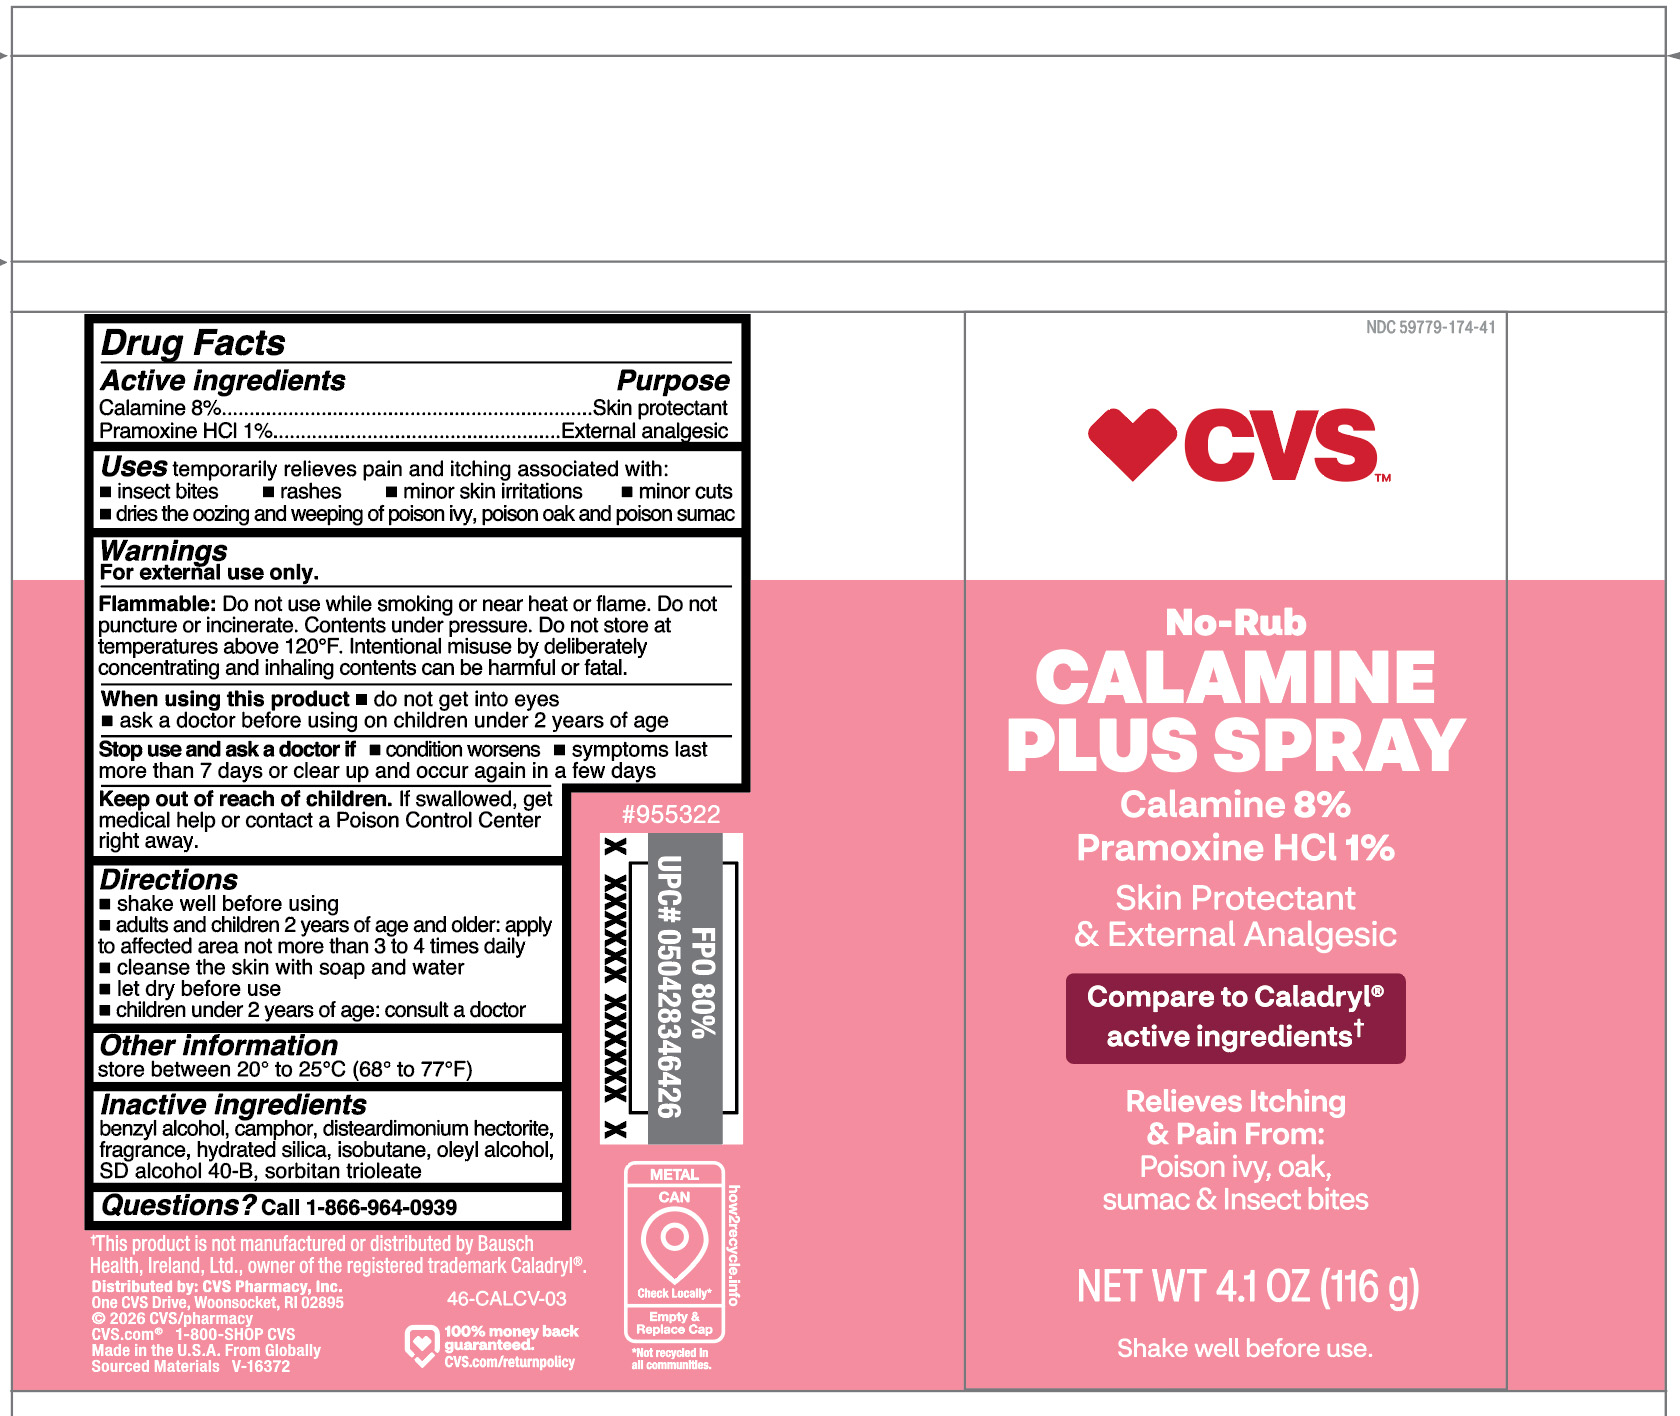 Drug Facts
Active ingredients Purpose
Calamine 8%................................................................Skin protectant
Pramoxine HCl 1%....................................................External analgesic
Uses temporarily relieves pain and itching associated with:
■ insect bites ■ rashes ■ minor skin irritations ■ minor cuts
■ dries the oozing and weeping of poison ivy, poison oak and poison sumac
Warnings
For external use only.
Flammable: Do not use while smoking or near heat or flame. Do not
puncture or incinerate. Contents under pressure. Do not store at
temperatures above 120°F. Intentional misuse by deliberately
concentrating and inhaling contents can be harmful or fatal.
When using this product ■ do not get into eyes
■ ask a doctor before using on children under 2 years of age
Stop use and ask a doctor if ■ condition worsens ■ symptoms last
more than 7 days or clear up and occur again in a few days
Keep out of reach of children. If swallowed, get
medical help or contact a Poison Control Center
right away.
Directions
■ shake well before using
■ adults and children 2 years of age and older: apply
to affected area not more than 3 to 4 times daily
■ cleanse the skin with soap and water
■ let dry before use
■ children under 2 years of age: consult a doctor
Other information
store between 20° to 25°C (68° to 77°F)
Inactive ingredients
benzyl alcohol, camphor, disteardimonium hectorite,
fragrance, hydrated silica, isobutane, oleyl alcohol,
SD alcohol 40-B, sorbitan trioleate
Questions? Call 1-866-964-0939
†This product is not manufactured or distributed by Bausch
Health, Ireland, Ltd., owner of the registered trademark Caladryl®.
Distributed by: CVS Pharmacy, Inc.
One CVS Drive, Woonsocket, RI 02895
© 2026 CVS/pharmacy
CVS.com® 1-800-SHOP CVS
Made in the U.S.A. From Globally
Sourced Materials V-16372
46-CALCV-03
100% money back
guaranteed.
CVS.com/returnpolicy
#955322
FPO 80%
UPC# 050428346426
X XXXXX XXXXX X
METAL
CAN
Check Locally*
Empty &
Replace Cap
how2recycle.info
*Not recycled in
all communities.
NDC 59779-174-41
CVS™
No-Rub
CALAMINE
PLUS SPRAY
Calamine 8%
Pramoxine HCl 1%
Skin Protectant
& External Analgesic
Compare to Caladryl®
active ingredients†
Relieves Itching
& Pain From:
Poison ivy, oak,
sumac & Insect bites
NET WT 4.1 OZ (116 g)
Shake well before use.